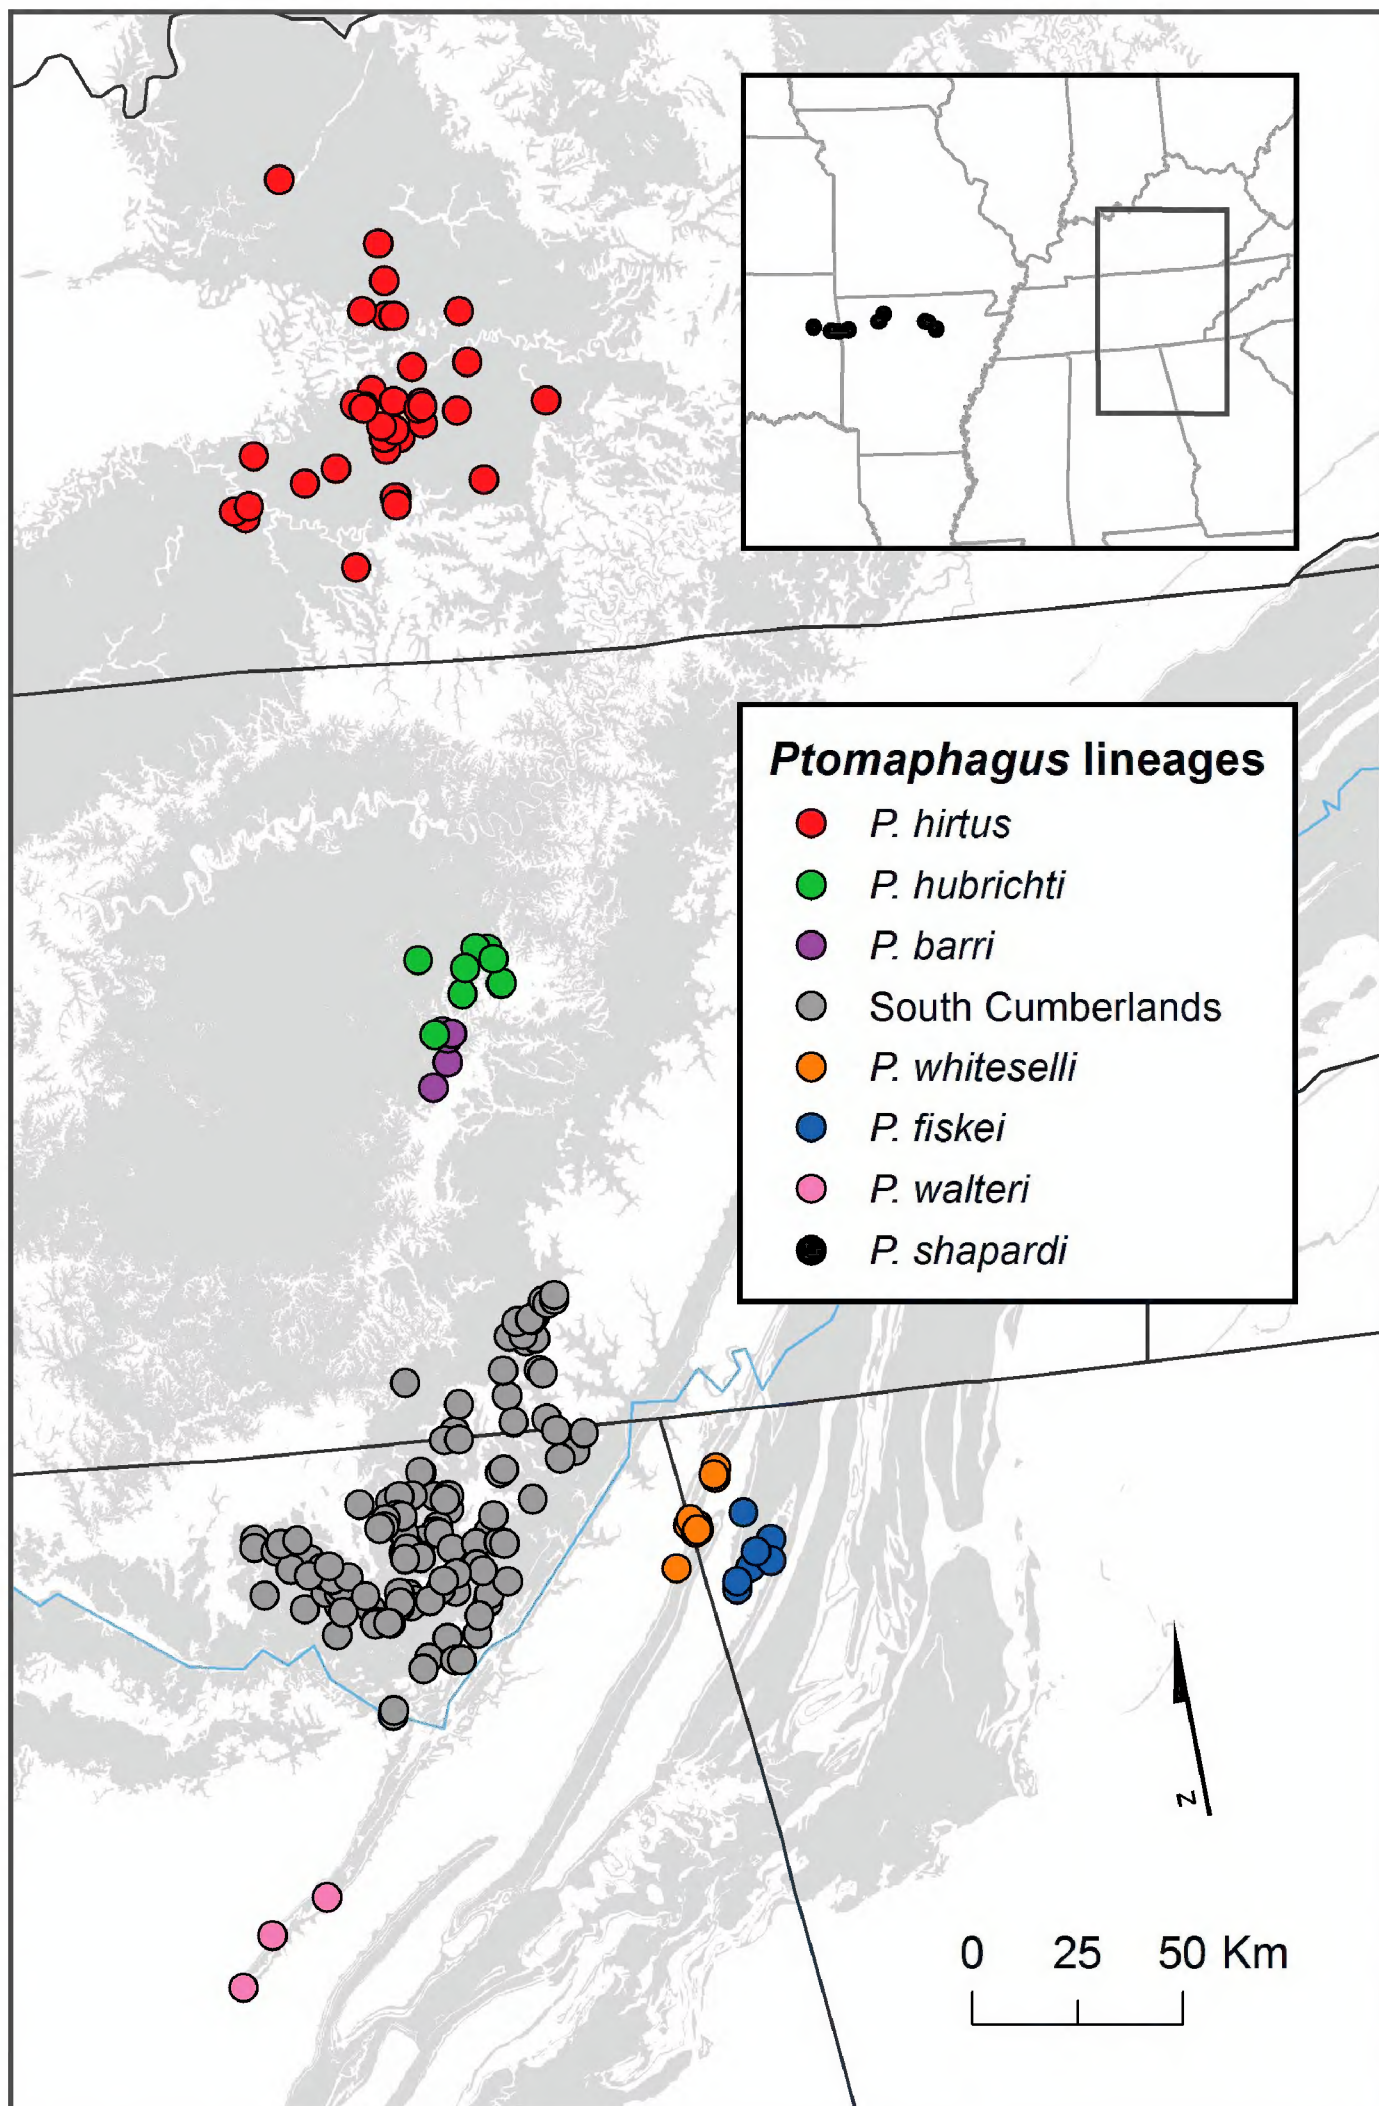 Ptomaphagus lineages
P. hirtus
P. hubrichti
P. barri
South Cumberlands
P. whiteselli
P. fiskei
P. walteri
P. shapardi
N
0 25 50 Km